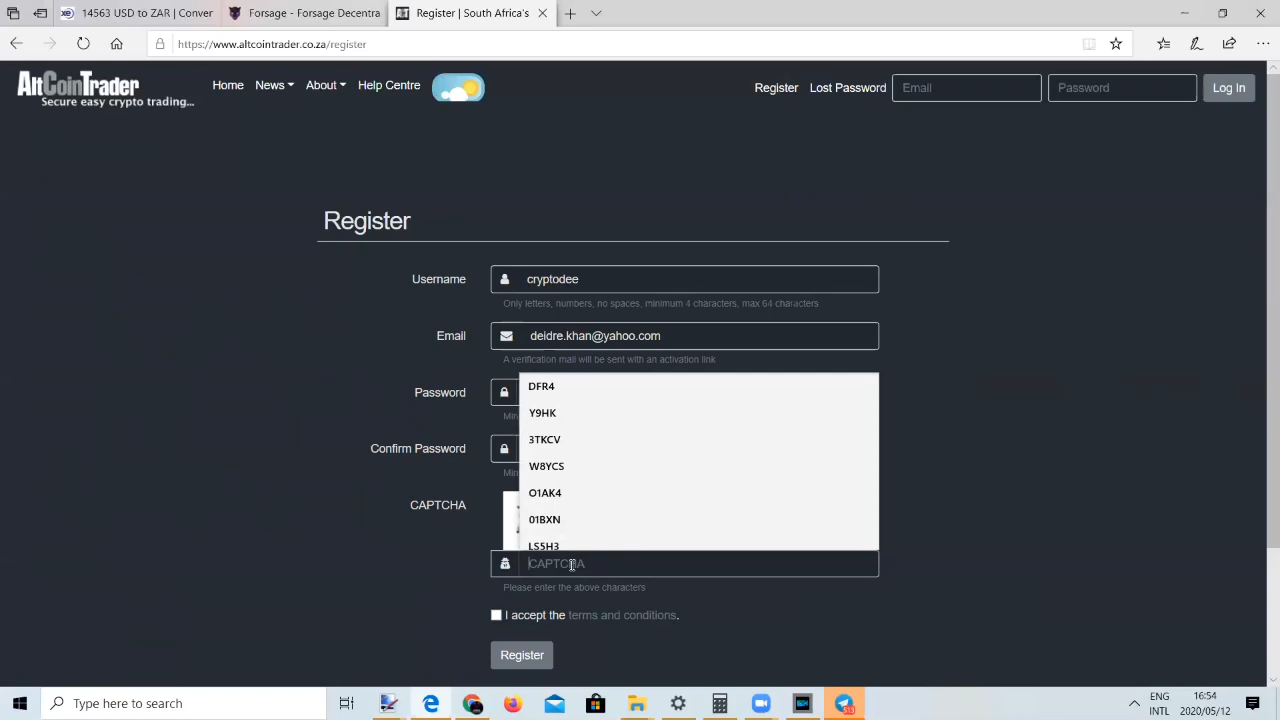 14563 USD to ZAR | Conver
Forsage - Forsage Decentra
Register | South Africa's
https://www.altcointrader.co.za/register
AltCoinTrader
Secure easy crypto trading...
Home News About Help Centre
Register Lost Password Email Password Log In
Register
Username cryptodee
Only letters, numbers, no spaces, minimum 4 characters, max 64 characters
Email deidre.khan@yahoo.com
A verification mail will be sent with an activation link
Password
Min
Confirm Password
Min
DFR4
Y9HK
3TKCV
W8YCS
O1AK4
01BXN
LS5H3
CAPTCHA
CAPTCHA
Please enter the above characters
I accept the terms and conditions.
Register
Type here to search
ENG
INTL
16:54
2020/05/12